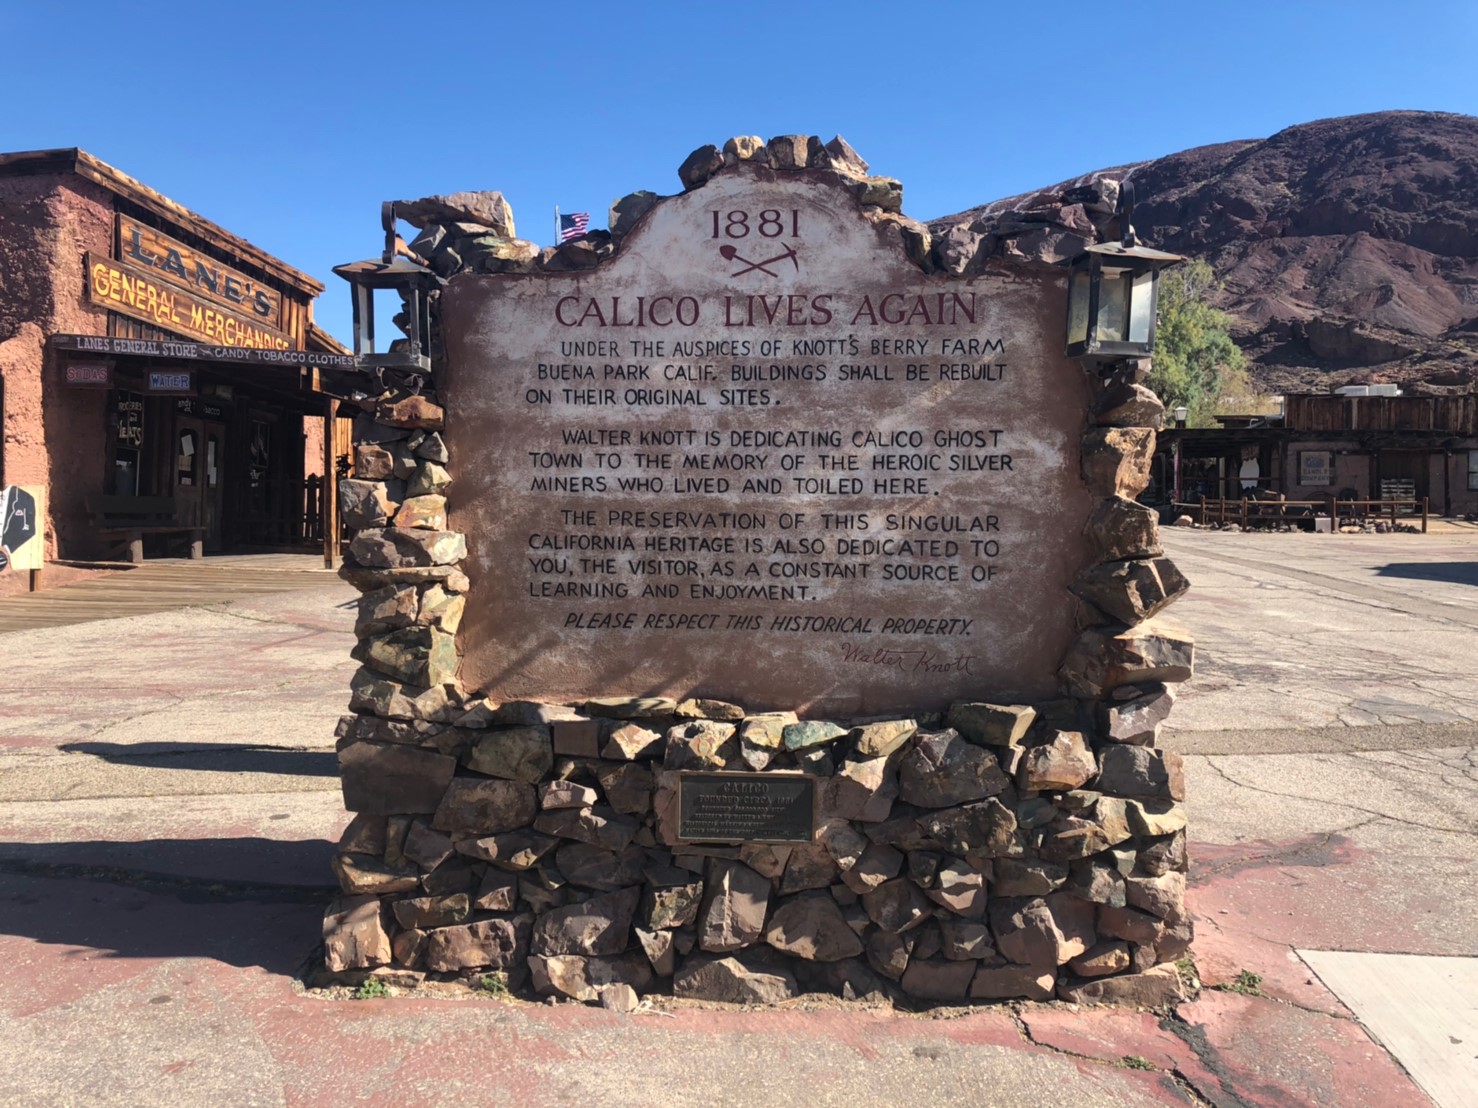 LANE'S
GENERAL MERCHANDISE
LANES GENERAL STORE CANDY TOBACCO CLOTHES
SODAS
WATER
MEATS
1881
CALICO LIVES AGAIN
UNDER THE AUSPICES OF KNOTT'S BERRY FARM
BUENA PARK CALIF. BUILDINGS SHALL BE REBUILT
ON THEIR ORIGINAL SITES.
WALTER KNOTT IS DEDICATING CALICO GHOST
TOWN TO THE MEMORY OF THE HEROIC SILVER
MINERS WHO LIVED AND TOILED HERE.
THE PRESERVATION OF THIS SINGULAR
CALIFORNIA HERITAGE IS ALSO DEDICATED TO
YOU, THE VISITOR, AS A CONSTANT SOURCE OF
LEARNING AND ENJOYMENT.
PLEASE RESPECT THIS HISTORICAL PROPERTY.
Walter Knott
CALICO
FOUNDED CIRCA 1881